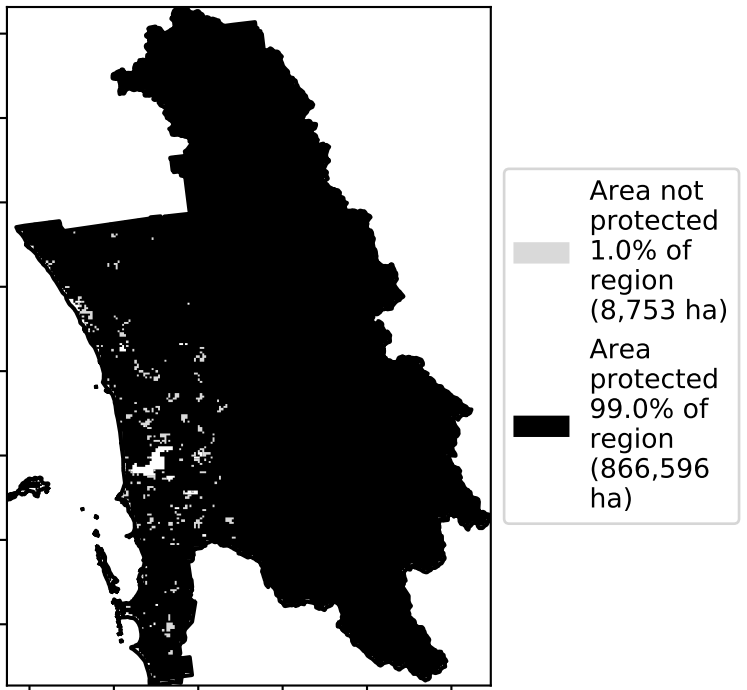 Area not
protected
1.0% of
region
(8,753 ha)
Area
protected
99.0% of
region
(866,596
ha)